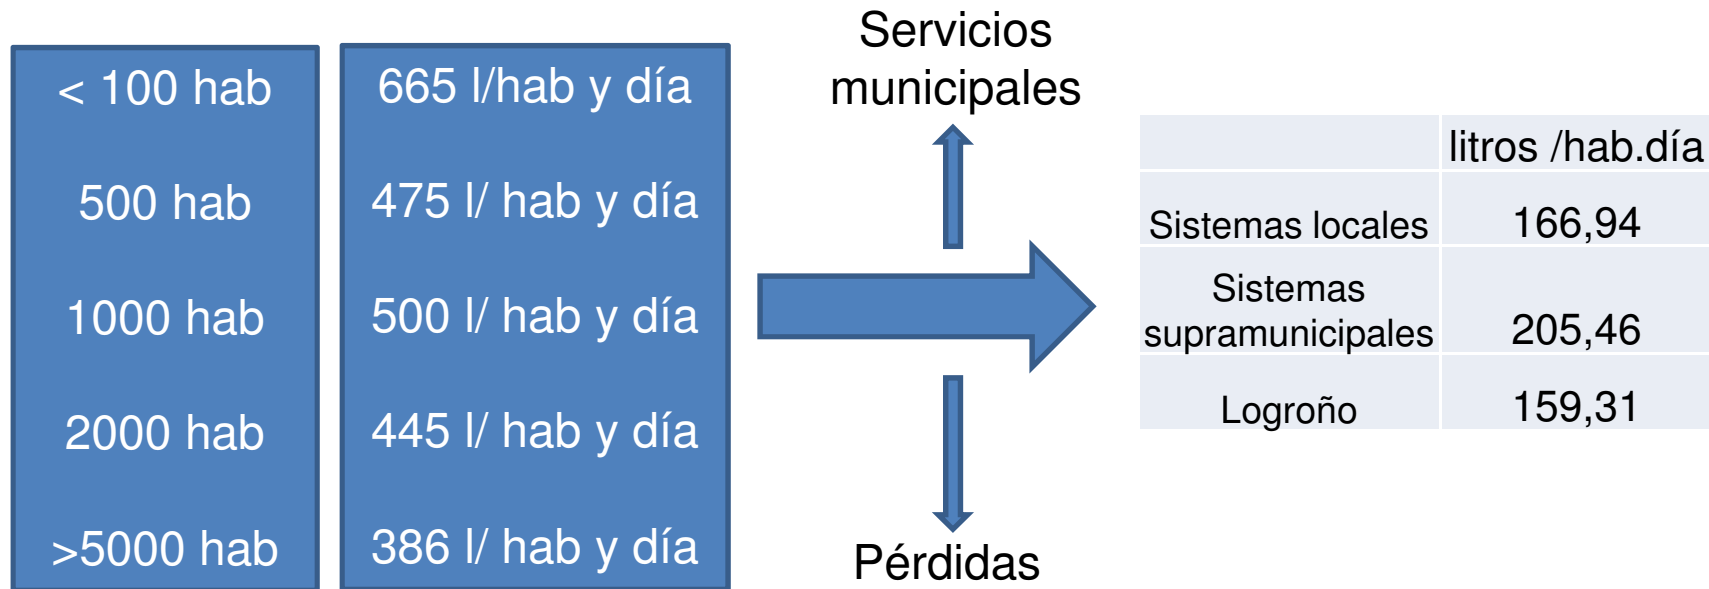 < 100 hab
500 hab
1000 hab
2000 hab
>5000 hab
665 l/hab y día
475 l/ hab y día
500 l/ hab y día
445 l/ hab y día
386 l/ hab y día
Servicios
municipales
Pérdidas
litros /hab.día
Sistemas locales 166,94
Sistemas
supramunicipales 205,46
Logroño 159,31